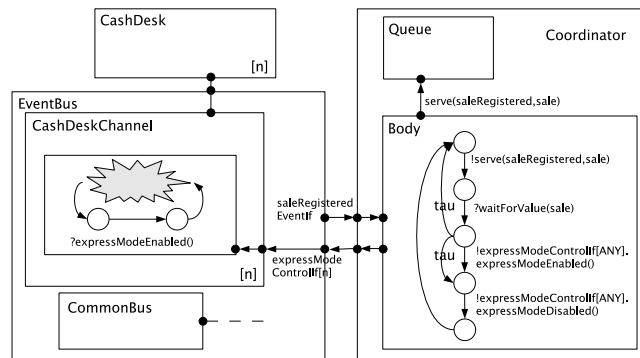 CashDesk
[n]
EventBus
CashDeskChannel
?expressModeEnabled()
[n]
CommonBus
saleRegistered
EventIf
expressMode
ControlIf[n]
Coordinator
Queue
serve(saleRegistered,sale)
Body
!serve(saleRegistered,sale)
tau
?waitForValue(sale)
tau
!expressModeControlIf[ANY].
expressModeEnabled()
!expressModeControlIf[ANY].
expressModeDisabled()